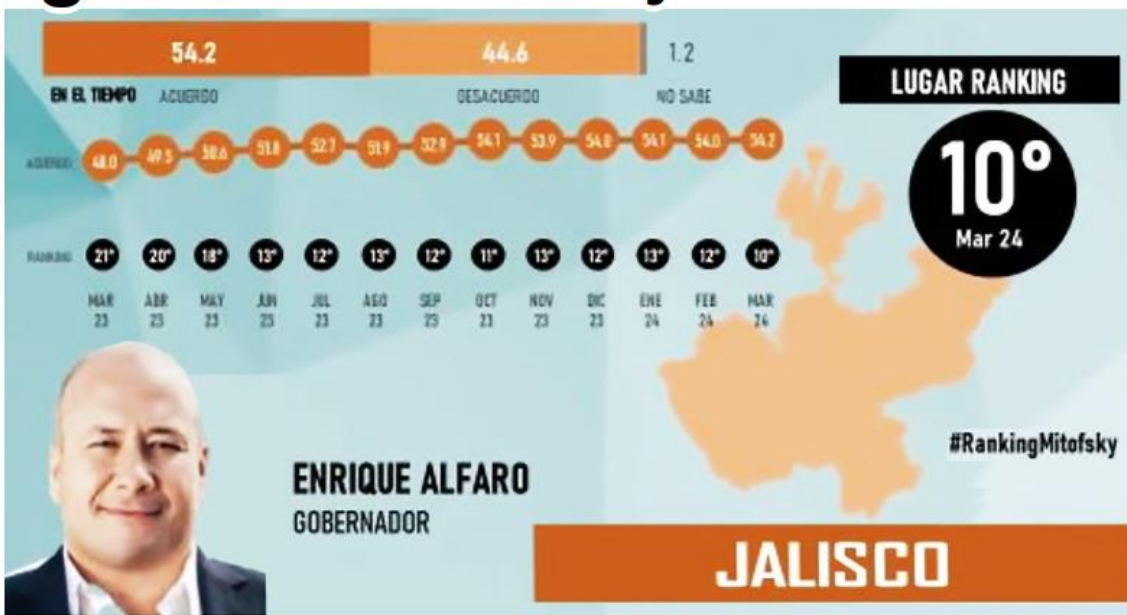 54.2 44.6 1.2
EN EL TIEMPO ACUERDO DESACUERDO NO SABE
LUGAR RANKING
10°
Mar 24
ACUERDO 48.0 49.5 50.6 51.8 52.7 51.9 52.9 54.1 53.9 54.0 54.1 54.0 54.2
RANKING 21° 20° 18° 13° 12° 13° 12° 11° 13° 12° 13° 12° 10°
MAR ABR MAY JUN JUL AGO SEP OCT NOV DIC ENE FEB MAR
23 23 23 23 23 23 23 23 23 23 24 24 24
#RankingMitofsky
ENRIQUE ALFARO
GOBERNADOR
JALISCO